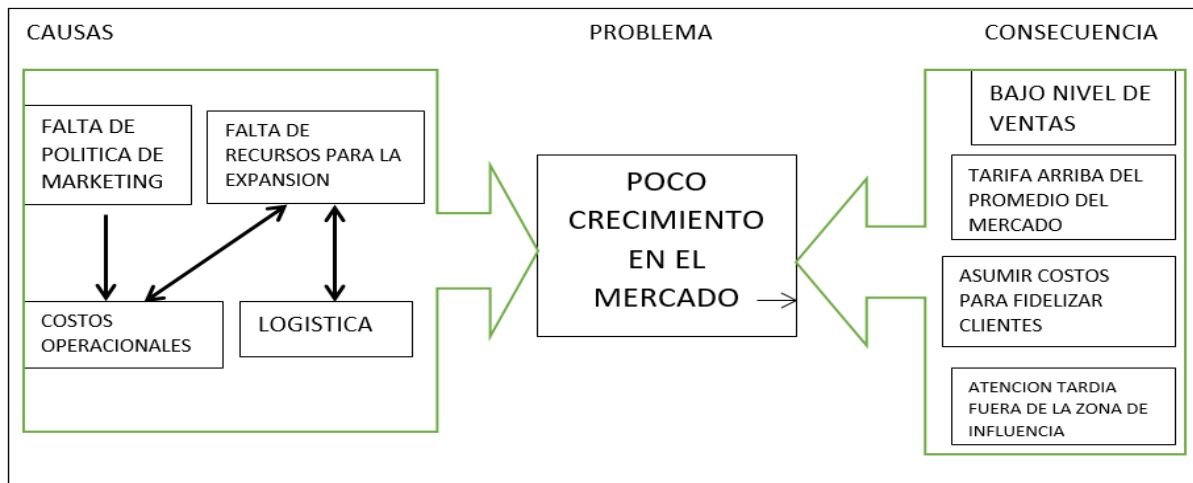 CAUSAS
PROBLEMA
CONSECUENCIA
FALTA DE
POLITICA DE
MARKETING
FALTA DE
RECURSOS PARA LA
EXPANSION
COSTOS
OPERACIONALES
LOGISTICA
POCO
CRECIMIENTO
EN EL
MERCADO
BAJO NIVEL DE
VENTAS
TARIFA ARRIBA DEL
PROMEDIO DEL
MERCADO
ASUMIR COSTOS
PARA FIDELIZAR
CLIENTES
ATENCION TARDIA
FUERA DE LA ZONA DE
INFLUENCIA